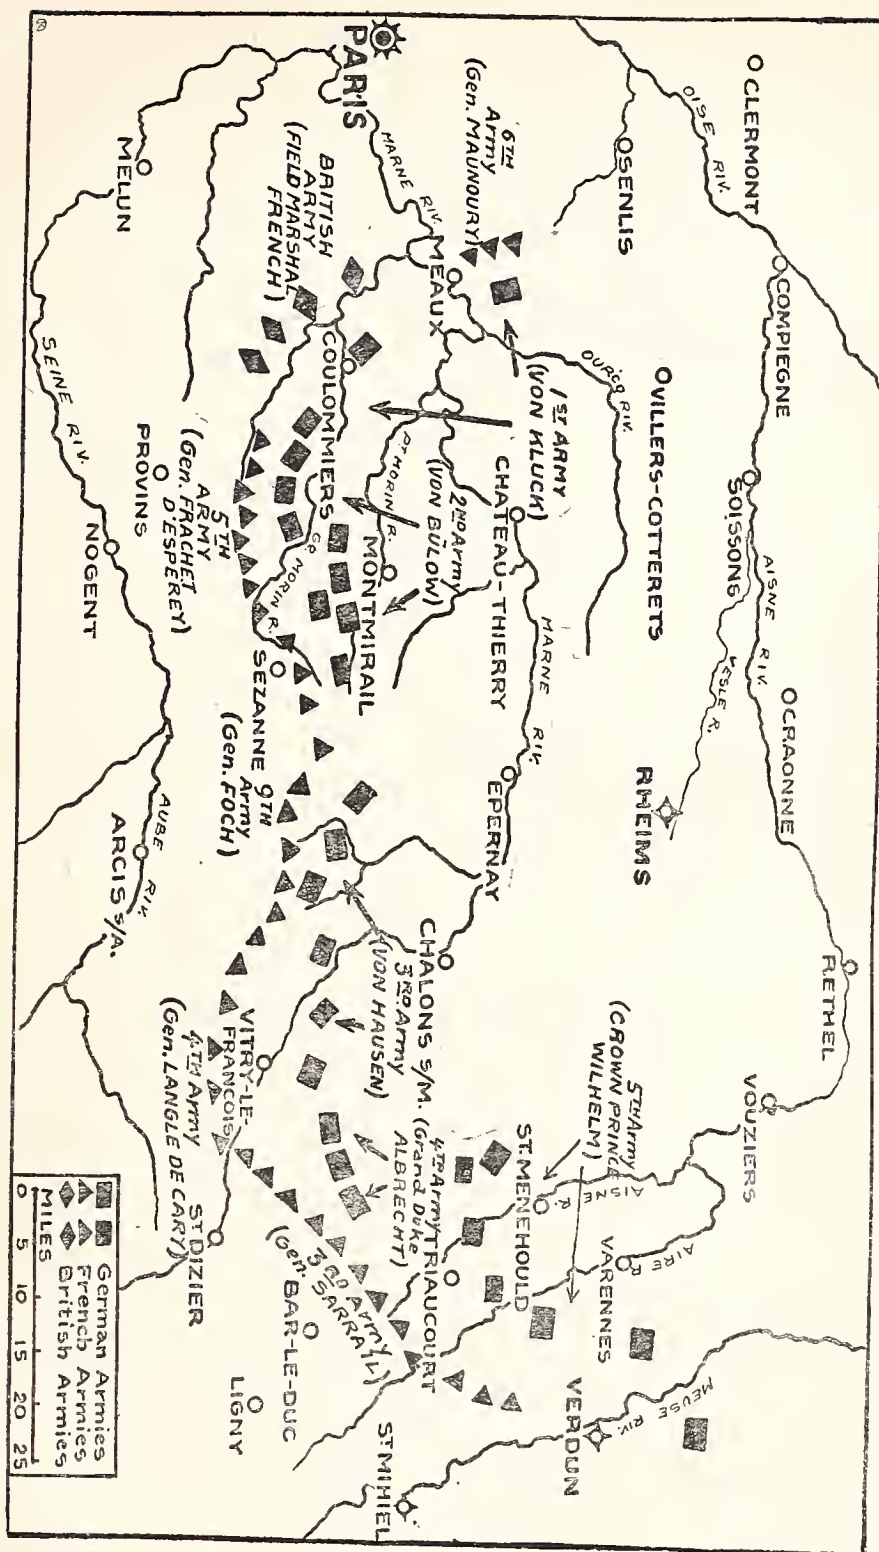 CLERMONT
OISE RIV.
COMPIEGNE
SOISSONS
AISNE RIV.
VESLE R.
CRAONNE
RETHEL
VOUZIERS
SENLIS
VILLERS-COTTERETS
OURCQ RIV.
RHEIMS
PARIS
MARNE RIV.
6TH
Army
(Gen. MAUNOURY)
MEAUX
1ST ARMY
(VON KLUCK)
CHATEAU-THIERRY
2ND Army
(VON BÜLOW)
MARNE RIV.
EPERNAY
CHALONS S/M.
3RD Army
(VON HAUSEN)
(CROWN PRINCE
WILHELM)
5TH Army
AISNE R.
AIRE R.
VARENNES
ST. MENEHOULD
4TH Army
(Grand Duke
ALBRECHT)
TRIAUCOURT
VERDUN
MEUSE RIV.
BRITISH
ARMY
(FIELD MARSHAL
FRENCH)
COULOMMIERS
PT MORIN R.
MONTMIRAIL
GD MORIN R.
SEZANNE
9TH
Army
(Gen. FOCH)
5TH
ARMY
(Gen. FRACHET
D'ESPEREY)
VITRY-LE-
FRANCOIS
4TH Army
(Gen. LANGLE DE CARY)
3RD Army
(Gen. SARRAIL)
BAR-LE-DUC
ST MIHIEL
ST DIZIER
LIGNY
MELUN
SEINE RIV.
PROVINS
NOGENT
AUBE RIV.
ARCIS S/A.
German Armies
French Armies
British Armies
MILES
0 5 10 15 20 25